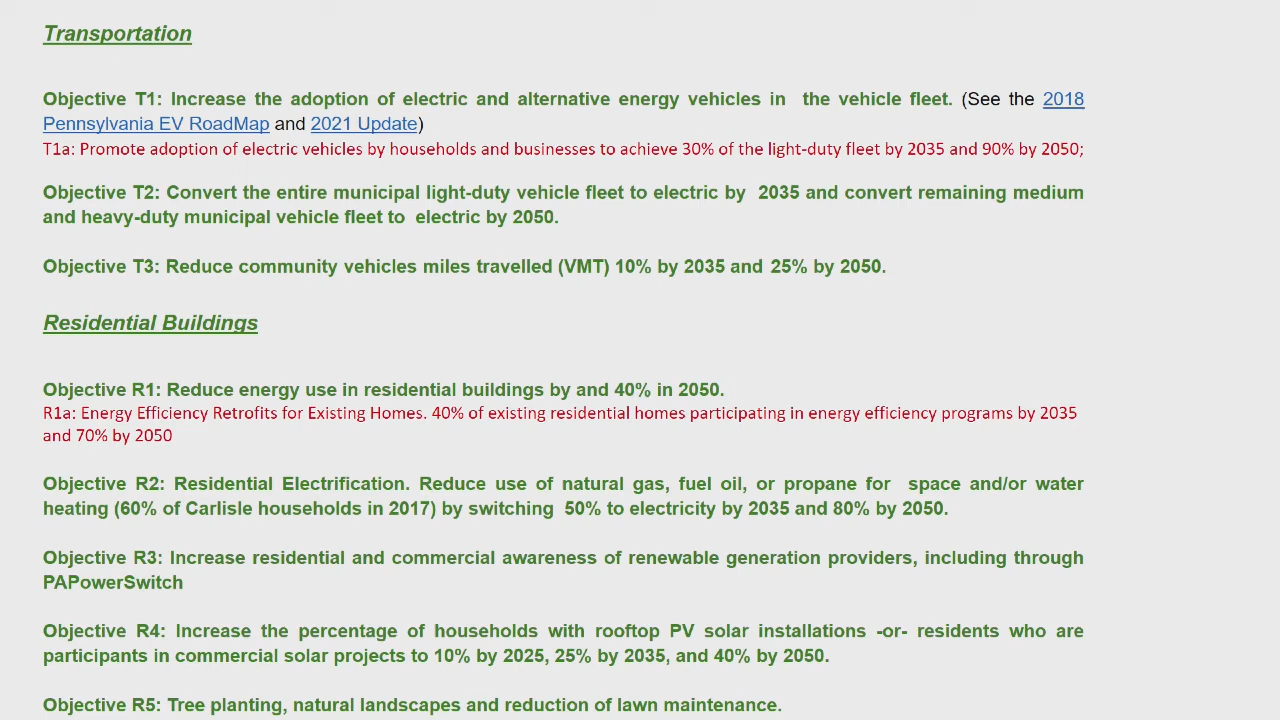 Transportation
Objective T1: Increase the adoption of electric and alternative energy vehicles in the vehicle fleet. (See the 2018
Pennsylvania EV RoadMap and 2021 Update)
T1a: Promote adoption of electric vehicles by households and businesses to achieve 30% of the light-duty fleet by 2035 and 90% by 2050;
Objective T2: Convert the entire municipal light-duty vehicle fleet to electric by 2035 and convert remaining medium
and heavy-duty municipal vehicle fleet to electric by 2050.
Objective T3: Reduce community vehicles miles travelled (VMT) 10% by 2035 and 25% by 2050.
Residential Buildings
Objective R1: Reduce energy use in residential buildings by and 40% in 2050.
R1a: Energy Efficiency Retrofits for Existing Homes. 40% of existing residential homes participating in energy efficiency programs by 2035
and 70% by 2050
Objective R2: Residential Electrification. Reduce use of natural gas, fuel oil, or propane for space and/or water
heating (60% of Carlisle households in 2017) by switching 50% to electricity by 2035 and 80% by 2050.
Objective R3: Increase residential and commercial awareness of renewable generation providers, including through
PAPowerSwitch
Objective R4: Increase the percentage of households with rooftop PV solar installations -or- residents who are
participants in commercial solar projects to 10% by 2025, 25% by 2035, and 40% by 2050.
Objective R5: Tree planting, natural landscapes and reduction of lawn maintenance.